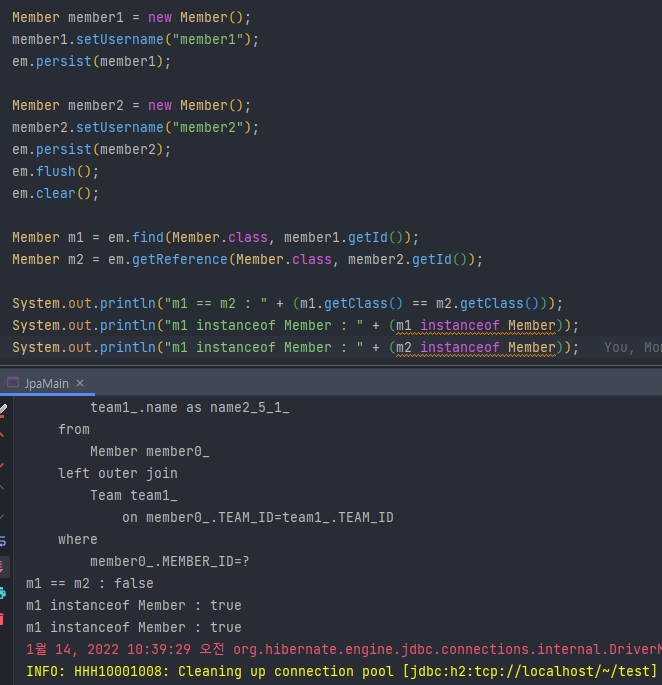 Member member1 = new Member();
member1.setUsername("member1");
em.persist(member1);
Member member2 = new Member();
member2.setUsername("member2");
em.persist(member2);
em.flush();
em.clear();
Member m1 = em.find(Member.class, member1.getId());
Member m2 = em.getReference(Member.class, member2.getId());
System.out.println("m1 == m2 : " + (m1.getClass() == m2.getClass()));
System.out.println("m1 instanceof Member : " + (m1 instanceof Member));
System.out.println("m1 instanceof Member : " + (m2 instanceof Member)); You,
JpaMain ×
team1_.name as name2_5_1_
from
Member member0_
left outer join
Team team1_
on member0_.TEAM_ID=team1_.TEAM_ID
where
member0_.MEMBER_ID=?
m1 == m2 : false
m1 instanceof Member : true
m1 instanceof Member : true
1월 14, 2022 10:39:29 오전 org.hibernate.engine.jdbc.connections.internal.Driver
INFO: HHH10001008: Cleaning up connection pool [jdbc:h2:tcp://localhost/~/test]